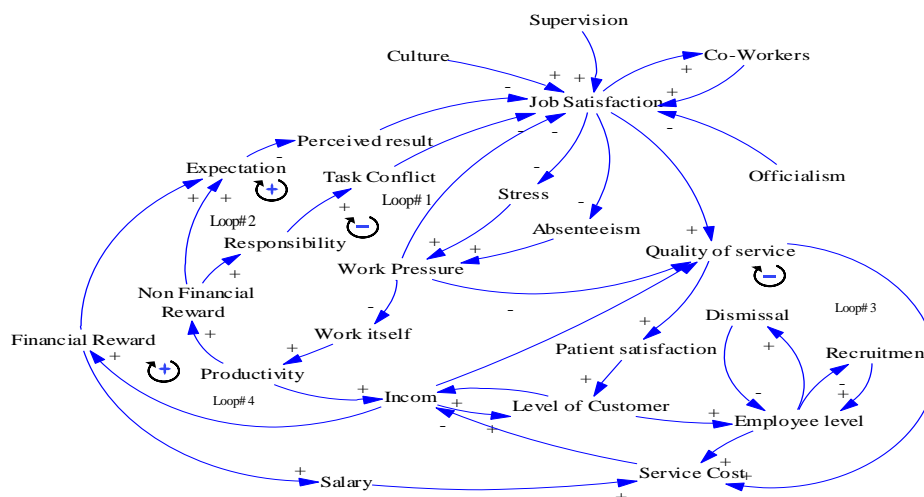 Supervision
Culture
Co-Workers
Job Satisfaction
Perceived result
Expectation
Task Conflict
Officialism
Loop# 1
Stress
Loop# 2
Absenteeism
Responsibility
Quality of service
Work Pressure
Non Financial
Reward
Dismissal
Loop# 3
Financial Reward
Work itself
Patient satisfaction
Recruitment
Productivity
Loop# 4
Incom
Level of Customer
Employee level
Service Cost
Salary